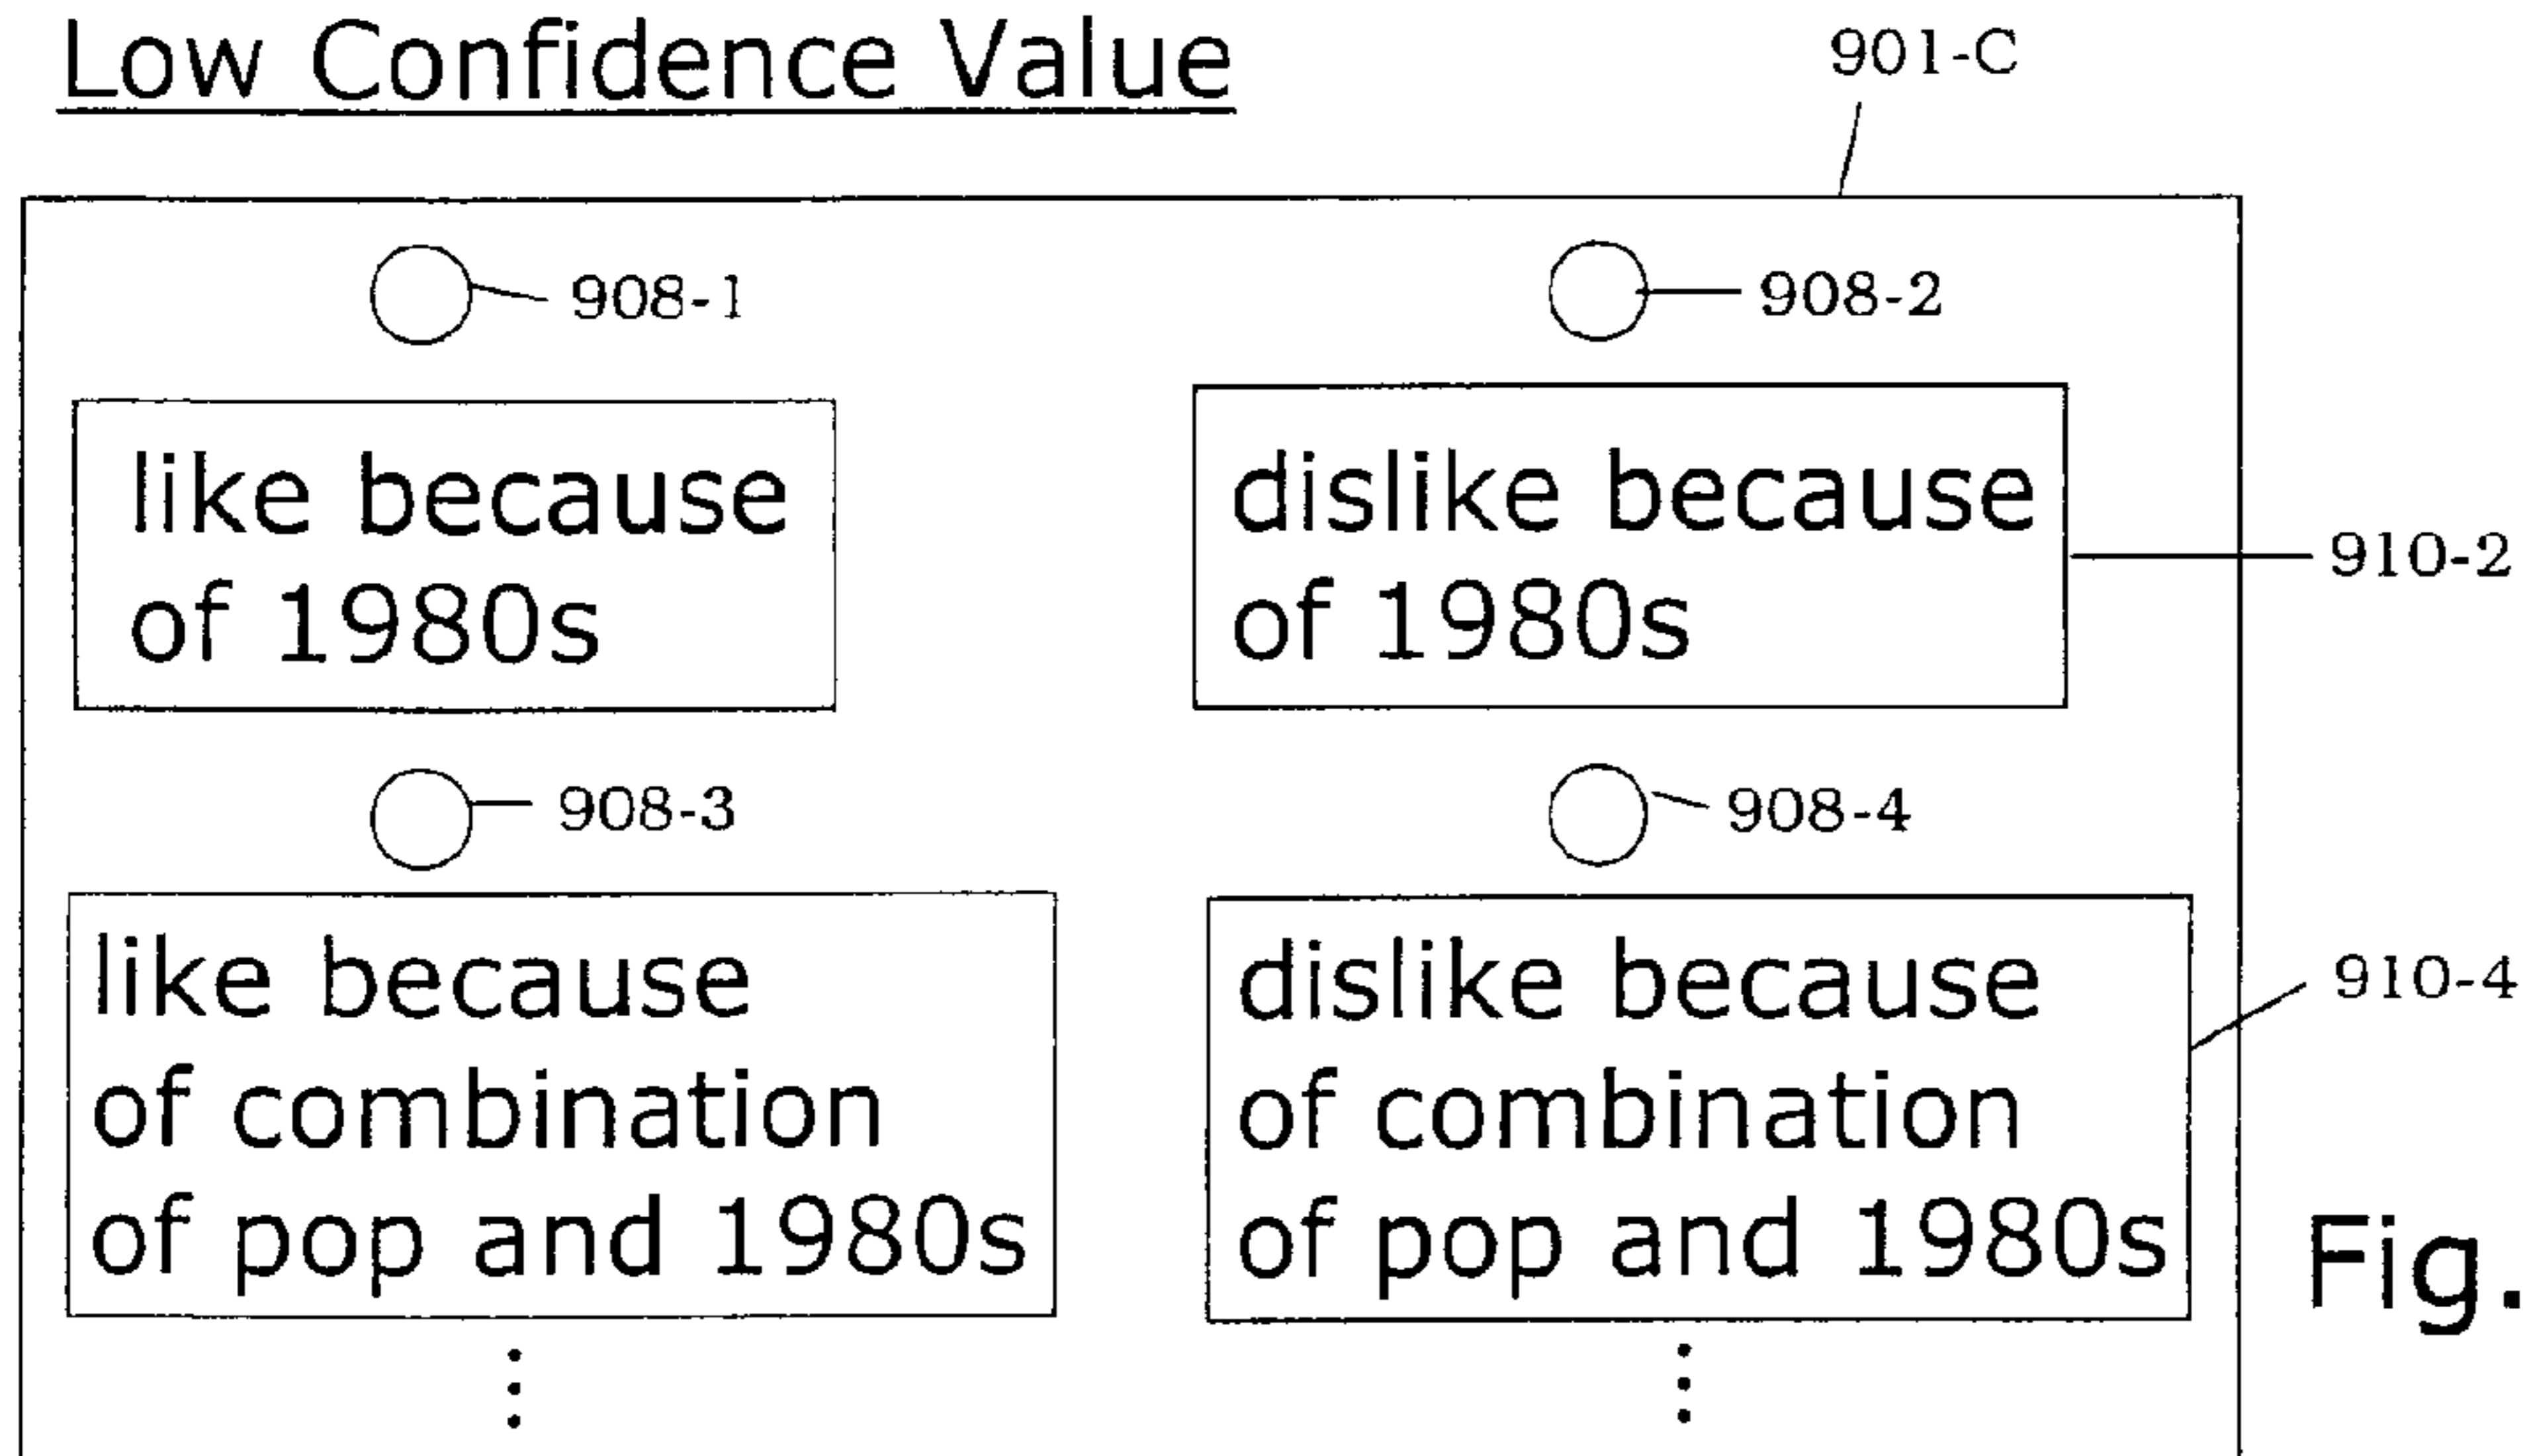 Low Confidence Value
901-C
908-1
908-2
like because
of 1980s
dislike because
of 1980s
910-2
908-3
908-4
like because
of combination
of pop and 1980s
dislike because
of combination
of pop and 1980s
910-4
Fig.